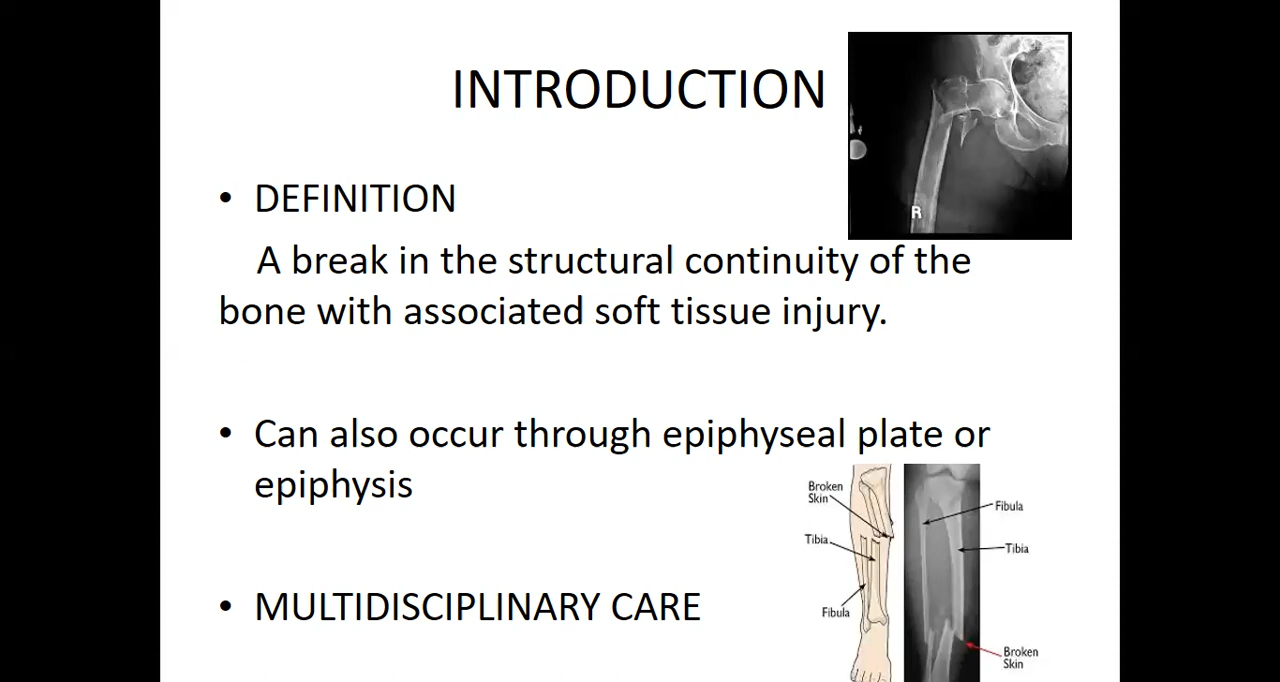 INTRODUCTION
R
• DEFINITION
A break in the structural continuity of the
bone with associated soft tissue injury.
• Can also occur through epiphyseal plate or
epiphysis
Broken
Skin
Tibia
Fibula
Fibula
Tibia
Broken
Skin
• MULTIDISCIPLINARY CARE